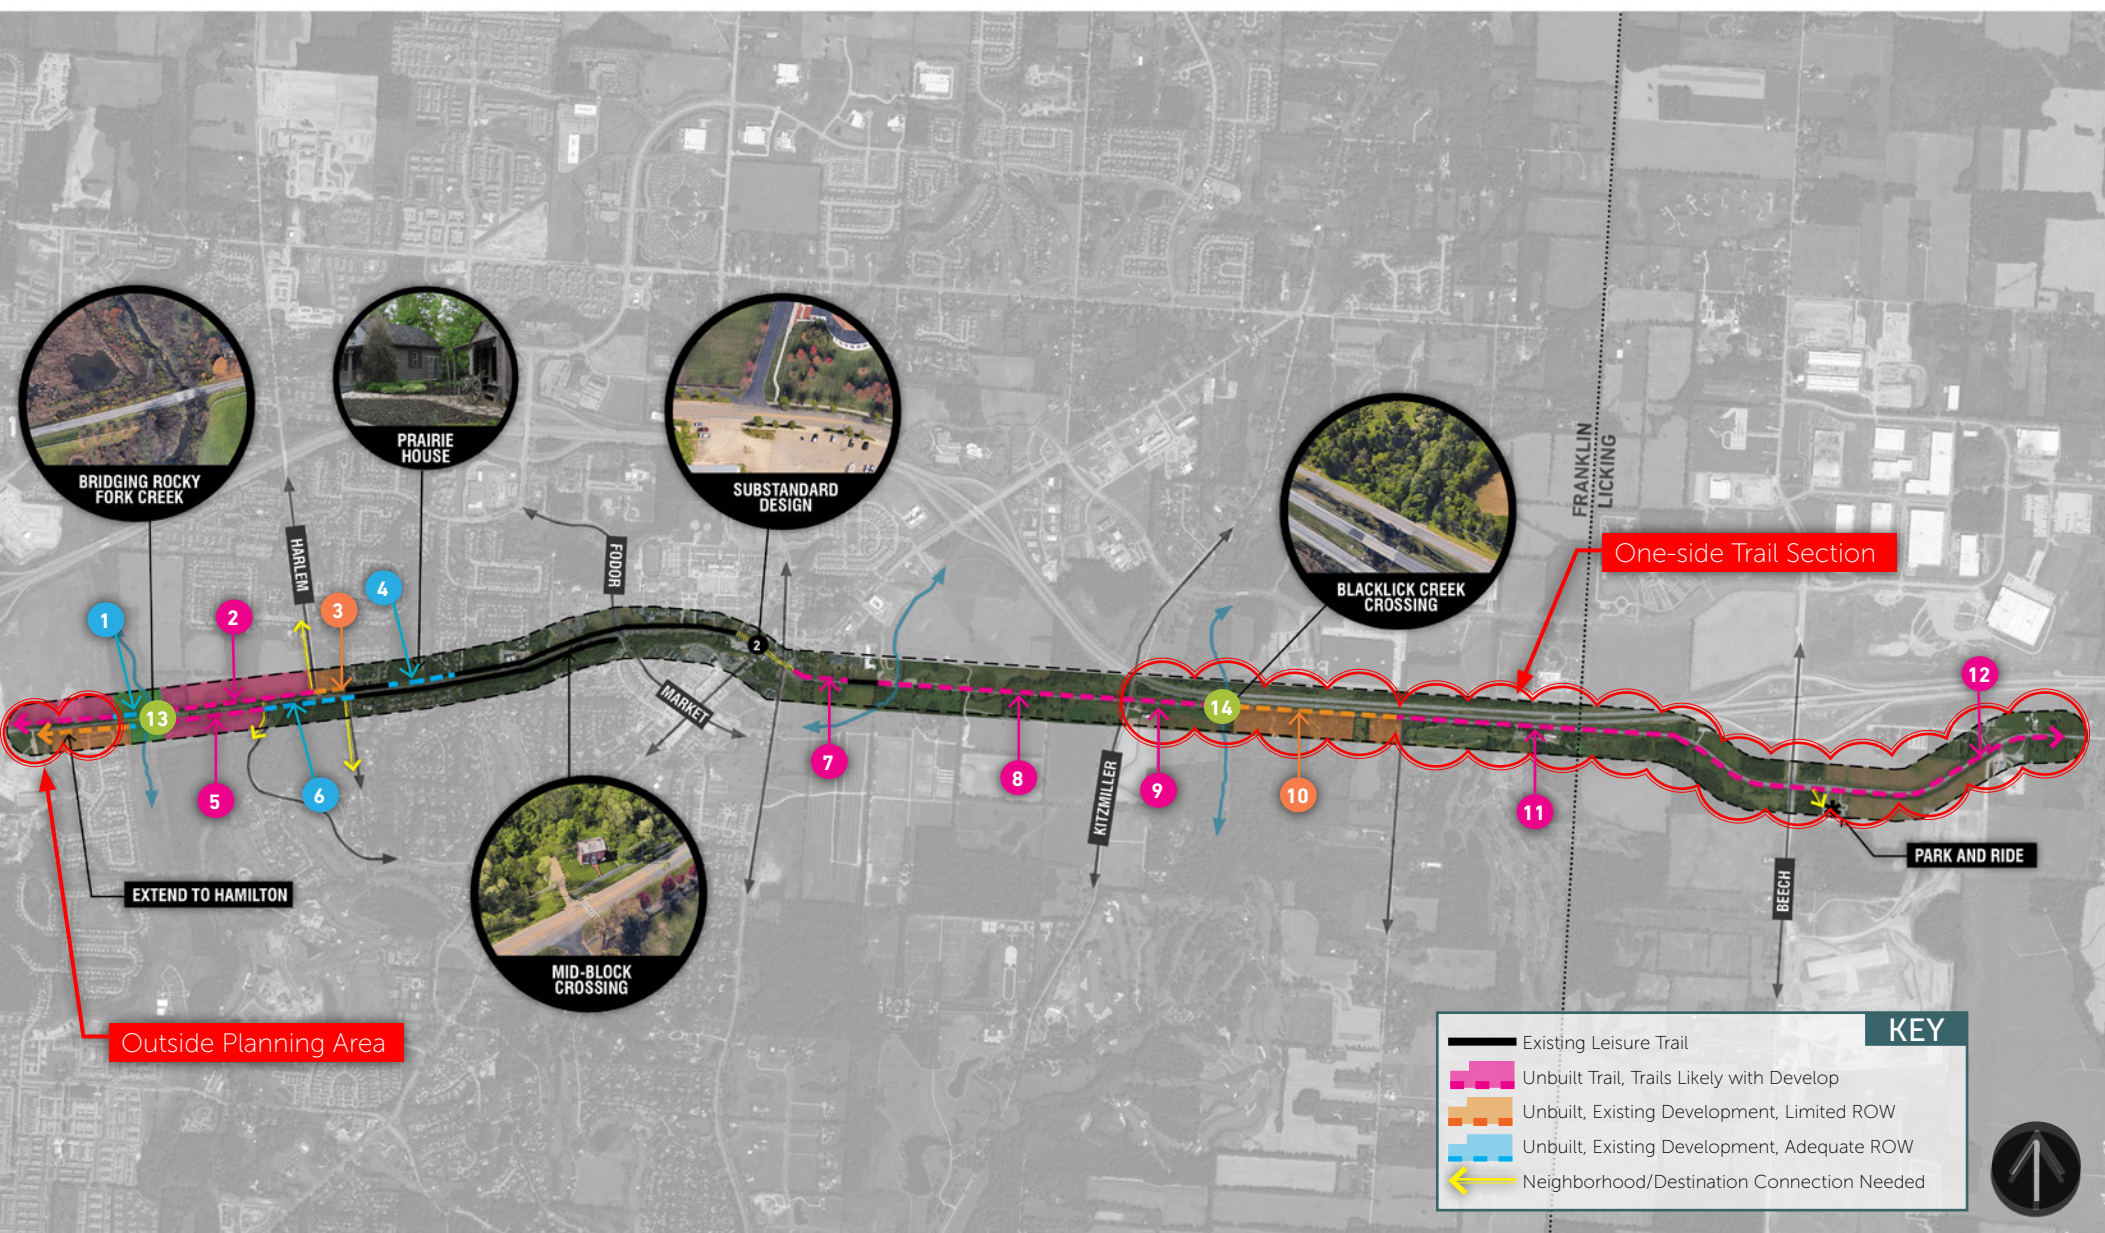 BRIDGING ROCKY
FORK CREEK
PRAIRIE
HOUSE
SUBSTANDARD
DESIGN
BLACKLICK CREEK
CROSSING
FRANKLIN
LICKING
One-side Trail Section
HARLEM
FODOR
1
2
3
4
2
MARKET
13
14
12
5
6
7
8
KITZMILLER
9
10
11
PARK AND RIDE
BEECH
EXTEND TO HAMILTON
MID-BLOCK
CROSSING
Outside Planning Area
KEY
Existing Leisure Trail
Unbuilt Trail, Trails Likely with Develop
Unbuilt, Existing Development, Limited ROW
Unbuilt, Existing Development, Adequate ROW
Neighborhood/Destination Connection Needed